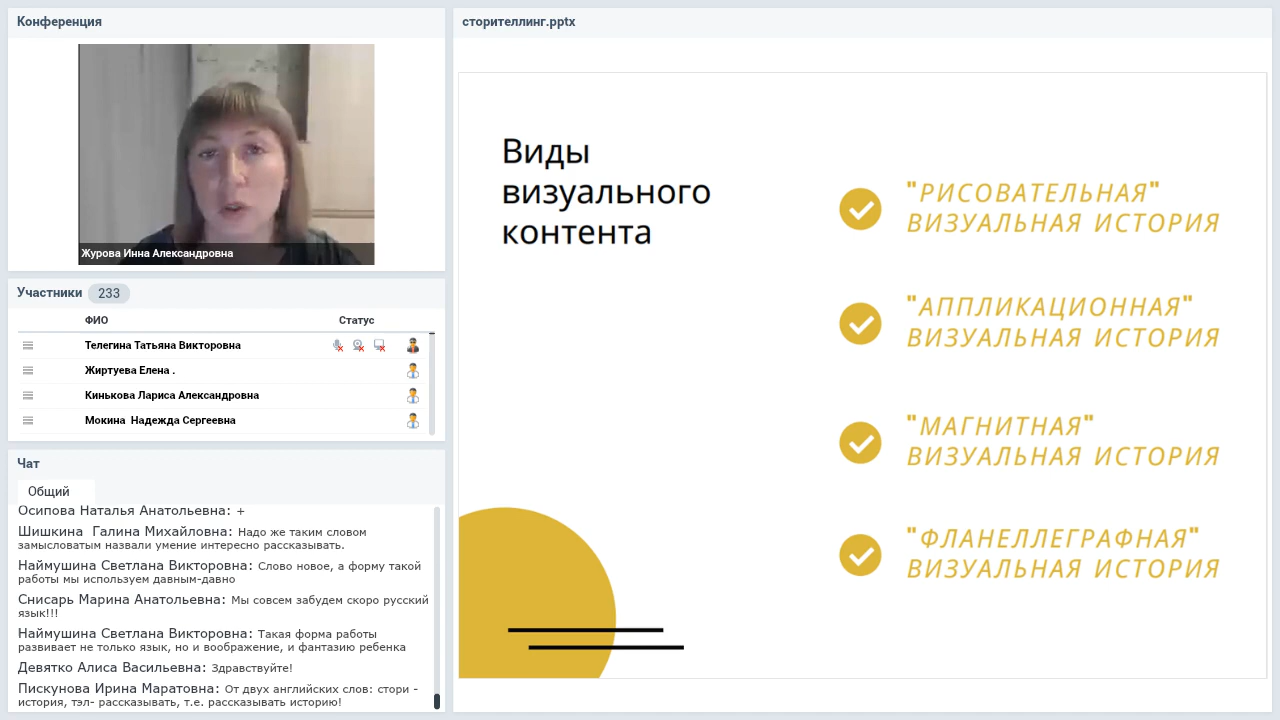 Конференция
Журова Инна Александровна
Участники 233
ФИО Статус
Телегина Татьяна Викторовна
Жиртуева Елена .
Кинькова Лариса Александровна
Мокина  Надежда Сергеевна
Чат
Общий
Осипова Наталья Анатольевна: +
Шишкина  Галина Михайловна: Надо же таким словом
замысловатым назвали умение интересно рассказывать.
Наймушина Светлана Викторовна: Слово новое, а форму такой
работы мы используем давным-давно
Снисарь Марина Анатольевна: Мы совсем забудем скоро русский
язык!!!
Наймушина Светлана Викторовна: Такая форма работы
развивает не только язык, но и воображение, и фантазию ребенка
Девятко Алиса Васильевна: Здравствуйте!
Пискунова Ирина Маратовна: От двух английских слов: стори -
история, тэл- рассказывать, т.е. рассказывать историю!
сторителлинг.pptx
Виды
визуального
контента
"РИСОВАТЕЛЬНАЯ"
ВИЗУАЛЬНАЯ ИСТОРИЯ
"АППЛИКАЦИОННАЯ"
ВИЗУАЛЬНАЯ ИСТОРИЯ
"МАГНИТНАЯ"
ВИЗУАЛЬНАЯ ИСТОРИЯ
"ФЛАНЕЛЛЕГРАФНАЯ"
ВИЗУАЛЬНАЯ ИСТОРИЯ